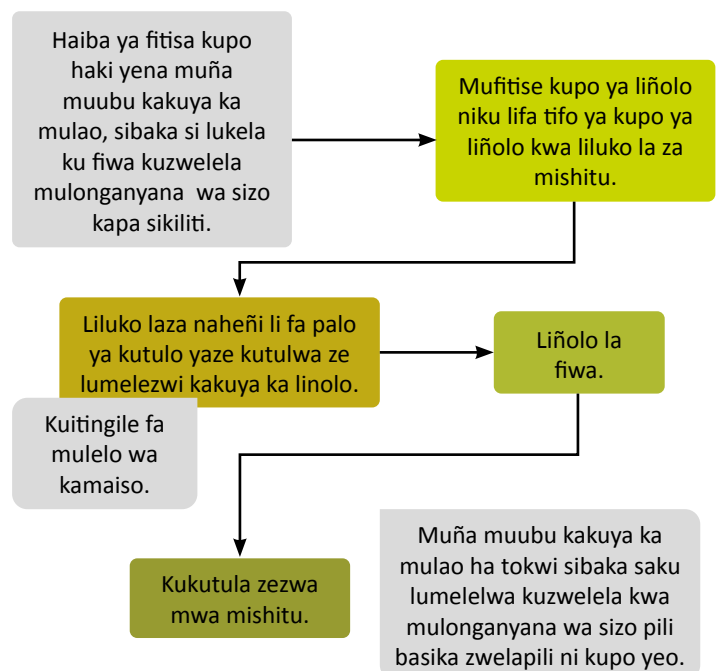 Haiba ya fitisa kupo
haki yena muña
muubu kakuya ka
mulao, sibaka si lukela
ku fiwa kuzwelela
mulonganyana wa sizo
kapa sikiliti.
Mufitise kupo ya liñolo
niku lifa tifo ya kupo ya
liñolo kwa liluko la za
mishitu.
Liluko laza naheñi li fa palo
ya kutulo yaze kutulwa ze
lumelezwi kakuya ka linolo.
Kuitingile fa
mulelo wa
kamaiso.
Liñolo la
fiwa.
Kukutula zezwa
mwa mishitu.
Muña muubu kakuya ka
mulao ha tokwi sibaka saku
lumelelwa kuzwelela kwa
mulonganyana wa sizo pili
basika zwelapili ni kupo yeo.